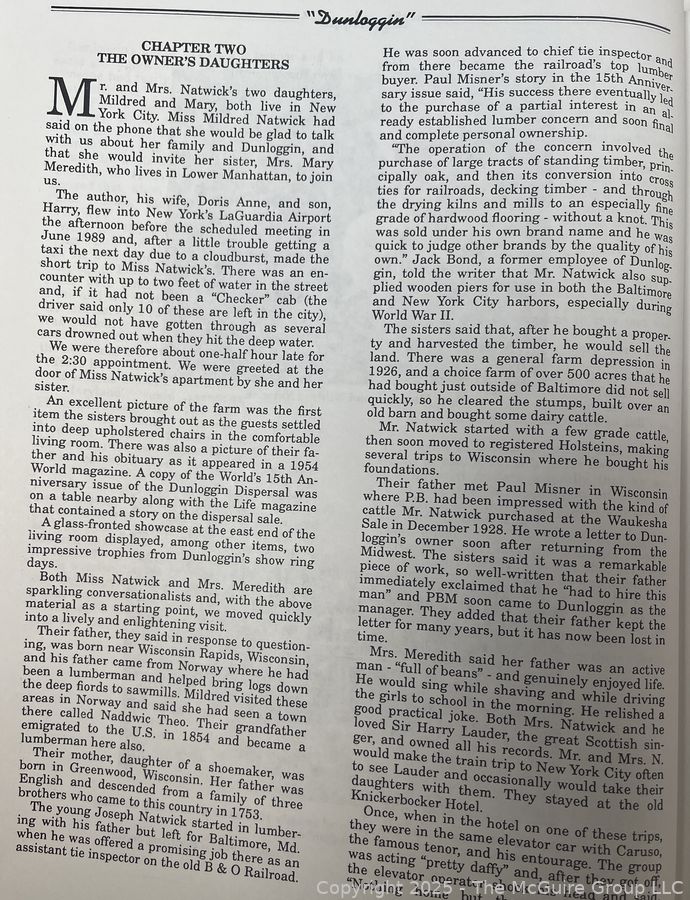 "Dunloggin"
CHAPTER TWO
THE OWNER'S DAUGHTERS
Mr. and Mrs. Natwick's two daughters,
Mildred and Mary, both live in New
York City. Miss Mildred Natwick had
said on the phone that she would be glad to talk
with us about her family and Dunloggin, and
that she would invite her sister, Mrs. Mary
Meredith, who lives in Lower Manhattan, to join
us.
The author, his wife, Doris Anne, and son,
Harry, flew into New York's LaGuardia Airport
the afternoon before the scheduled meeting in
June 1989 and, after a little trouble getting a
taxi the next day due to a cloudburst, made the
short trip to Miss Natwick's. There was an en-
counter with up to two feet of water in the street
and, if it had not been a "Checker" cab (the
driver said only 10 of these are left in the city),
we would not have gotten through as several
cars drowned out when they hit the deep water.
We were therefore about one-half hour late for
the 2:30 appointment. We were greeted at the
door of Miss Natwick's apartment by she and her
sister.
An excellent picture of the farm was the first
item the sisters brought out as the guests settled
into deep upholstered chairs in the comfortable
living room. There was also a picture of their fa-
ther and his obituary as it appeared in a 1954
World magazine. A copy of the World's 15th An-
niversary issue of the Dunloggin Dispersal was
on a table nearby along with the Life magazine
that contained a story on the dispersal sale.
A glass-fronted showcase at the east end of the
living room displayed, among other items, two
impressive trophies from Dunloggin's show ring
days.
Both Miss Natwick and Mrs. Meredith are
sparkling conversationalists and, with the above
material as a starting point, we moved quickly
into a lively and enlightening visit.
Their father, they said in response to question-
ing, was born near Wisconsin Rapids, Wisconsin,
and his father came from Norway where he had
been a lumberman and helped bring logs down
the deep fiords to sawmills. Mildred visited these
areas in Norway and said she had seen a town
there called Naddwic Theo. Their grandfather
emigrated to the U.S. in 1854 and became a
lumberman here also.
Their mother, daughter of a shoemaker, was
born in Greenwood, Wisconsin. Her father was
English and descended from a family of three
brothers who came to this country in 1753.
The young Joseph Natwick started in lumber-
ing with his father but left for Baltimore, Md.
when he was offered a promising job there as an
assistant tie inspector on the old B & O Railroad.
He was soon advanced to chief tie inspector and
from there became the railroad's top lumber
buyer. Paul Misner's story in the 15th Anniver-
sary issue said, "His success there eventually led
to the purchase of a partial interest in an al-
ready established lumber concern and soon final
and complete personal ownership.
"The operation of the concern involved the
purchase of large tracts of standing timber, prin-
cipally oak, and then its conversion into cross
ties for railroads, decking timber - and through
the drying kilns and mills to an especially fine
grade of hardwood flooring - without a knot. This
was sold under his own brand name and he was
quick to judge other brands by the quality of his
own." Jack Bond, a former employee of Dunlog-
gin, told the writer that Mr. Natwick also sup-
plied wooden piers for use in both the Baltimore
and New York City harbors, especially during
World War II.
The sisters said that, after he bought a proper-
ty and harvested the timber, he would sell the
land. There was a general farm depression in
1926, and a choice farm of over 500 acres that he
had bought just outside of Baltimore did not sell
quickly, so he cleared the stumps, built over an
old barn and bought some dairy cattle.
Mr. Natwick started with a few grade cattle,
then soon moved to registered Holsteins, making
several trips to Wisconsin where he bought his
foundations.
Their father met Paul Misner in Wisconsin
where P.B. had been impressed with the kind of
cattle Mr. Natwick purchased at the Waukesha
Sale in December 1928. He wrote a letter to Dun-
loggin's owner soon after returning from the
Midwest. The sisters said it was a remarkable
piece of work, so well-written that their father
immediately exclaimed that he "had to hire this
man" and PBM soon came to Dunloggin as the
manager. They added that their father kept the
letter for many years, but it has now been lost in
time.
Mrs. Meredith said her father was an active
man - "full of beans" - and genuinely enjoyed life.
He would sing while shaving and while driving
the girls to school in the morning. He relished a
good practical joke. Both Mrs. Natwick and he
loved Sir Harry Lauder, the great Scottish sin-
ger, and owned all his records. Mr. and Mrs. N.
would make the train trip to New York City often
to see Lauder and occasionally would take their
daughters with them. They stayed at the old
Knickerbocker Hotel.
Once, when in the hotel on one of these trips,
they were in the same elevator car with Caruso,
the famous tenor, and his entourage. The group
was acting "pretty daffy" and, after they got off,
the elevator operator shook his head and said,
"Nothing home but th
Copyright 2025 - The McGuire Group LLC